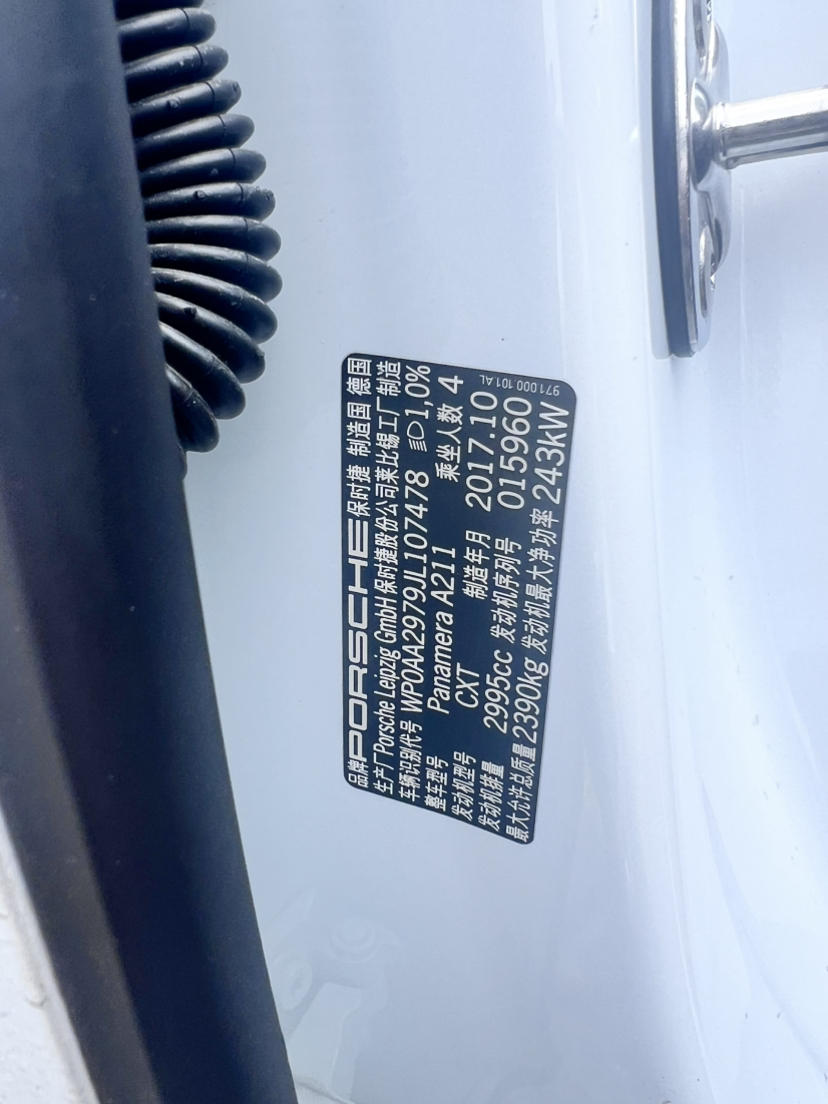 品牌 PORSCHE 保时捷 制造国 德国
生产厂 Porsche Leipzig GmbH 保时捷股份公司莱比锡工厂制造
车辆识别代号 WP0AA2979JL107478 1,0%
整车型号 Panamera A211 乘坐人数 4
发动机型号 CXT 制造年月 2017.10
发动机排量 2995cc 发动机序列号 015960
最大允许总质量 2390kg 发动机最大净功率 243kW
971.000.101.AL